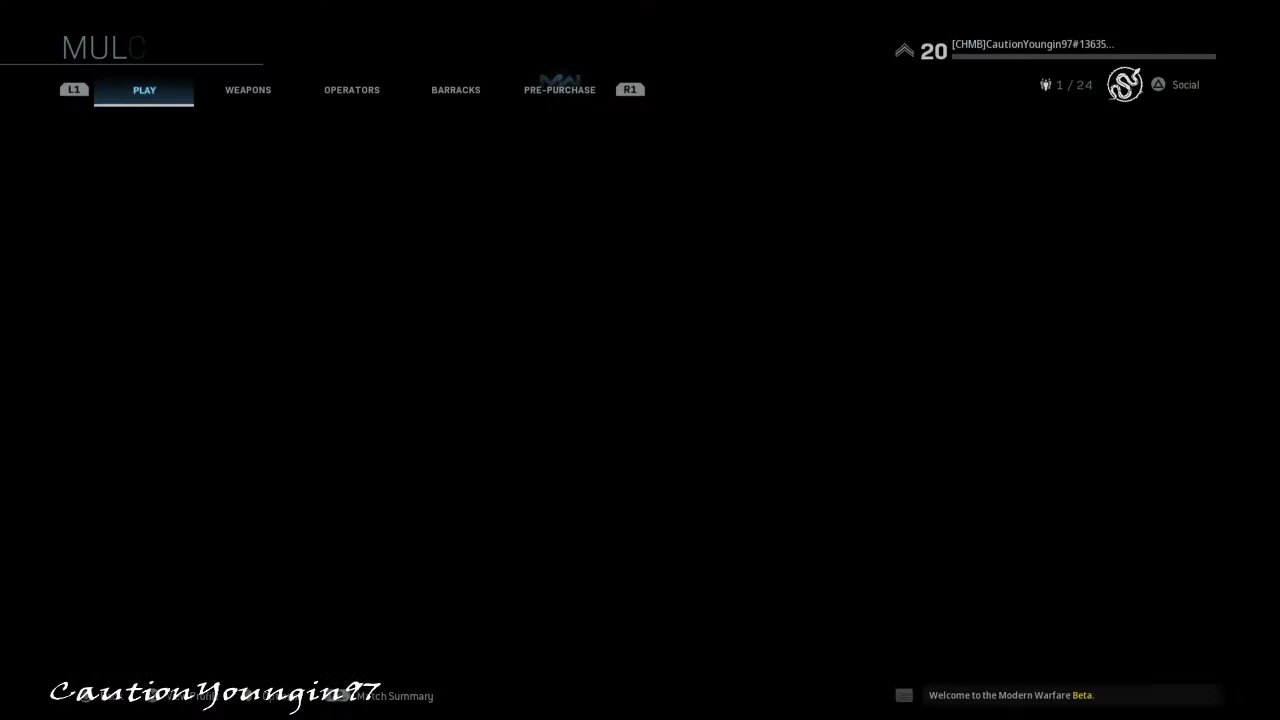 MULC
20
[CHMB]CautionYoungin97#13635...
L1 PLAY WEAPONS OPERATORS BARRACKS PRE-PURCHASE R1
1 / 24
Social
CautionYoungin97
Match Summary
Welcome to the Modern Warfare Beta.